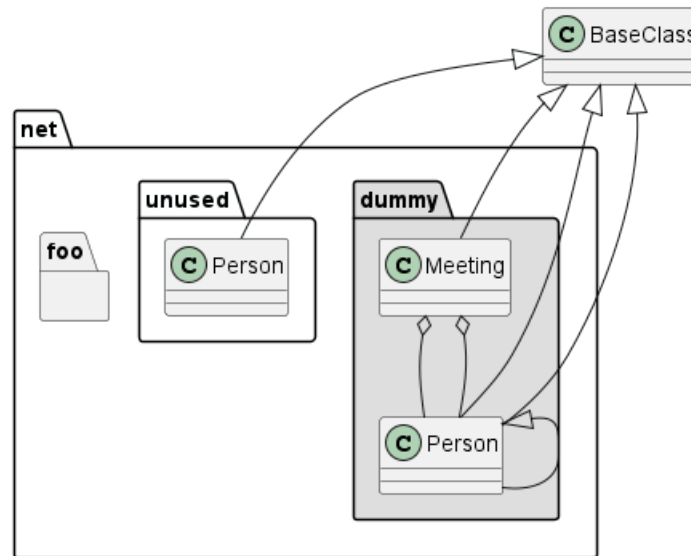 C BaseClass
net
unused
dummy
foo
C Person
C Meeting
C Person